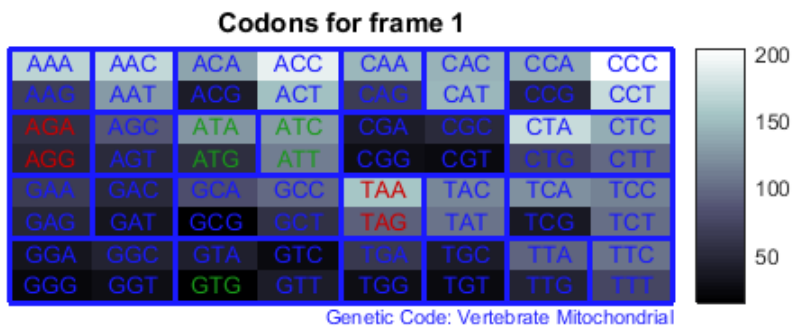 Codons for frame 1
AAA AAC ACA ACC CAA CAC CCA CCC
AAG AAT ACG ACT CAG CAT CCG CCT
AGA AGC ATA ATC CGA CGC CTA CTC
AGG AGT ATG ATT CGG CGT CTG CTT
GAA GAC GCA GCC TAA TAC TCA TCC
GAG GAT GCG GCT TAG TAT TCG TCT
GGA GGC GTA GTC TGA TGC TTA TTC
GGG GGT GTG GTT TGG TGT TTG TTT
200
150
100
50
Genetic Code: Vertebrate Mitochondrial